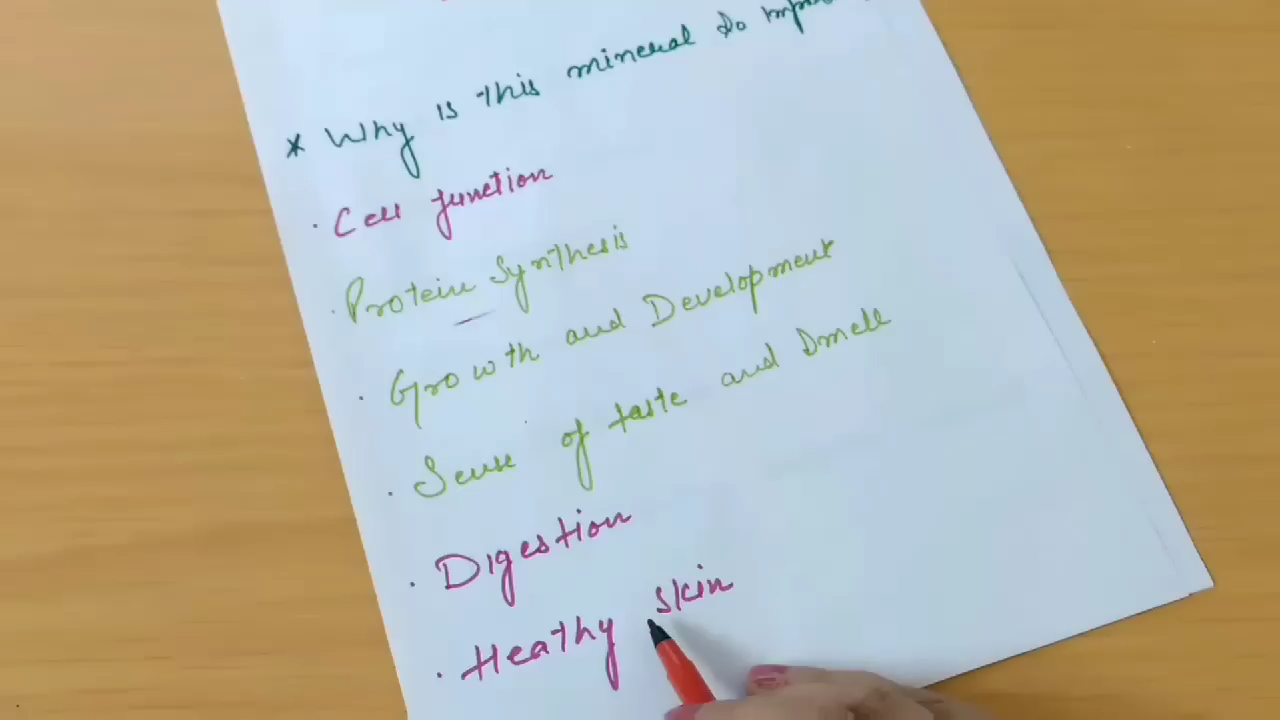 * Why is this mineral so
. Cell function
. Protein Synthesis
. Growth and Development
. Sense of taste and Smell
. Digestion
. Heathy skin